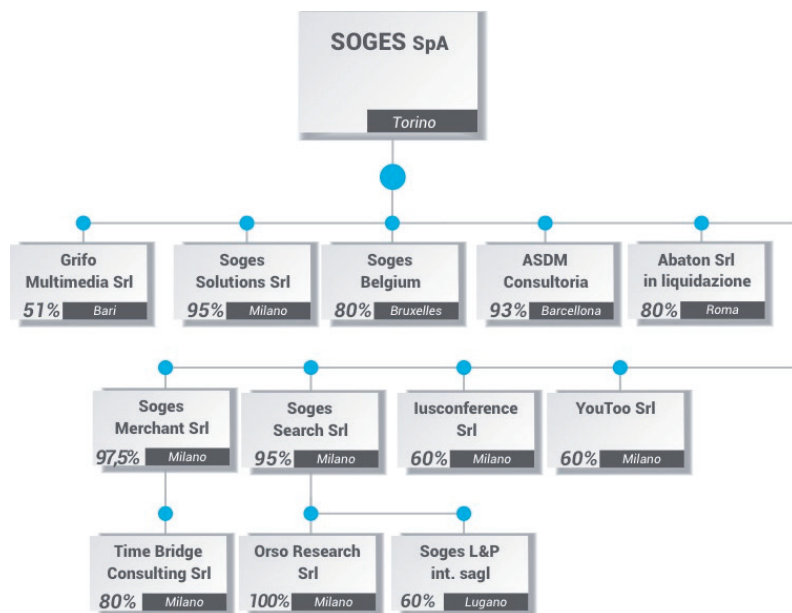 SOGES SpA
Torino
Grifo
Multimedia Srl
51% Bari
Soges
Solutions Srl
95% Milano
Soges
Belgium
80% Bruxelles
ASDM
Consultoria
93% Barcellona
Abaton Srl
in liquidazione
80% Roma
Soges
Merchant Srl
97,5% Milano
Soges
Search Srl
95% Milano
Iusconference
Srl
60% Milano
YouToo Srl
60% Milano
Time Bridge
Consulting Srl
80% Milano
Orso Research
Srl
100% Milano
Soges L&P
int. sagl
60% Lugano